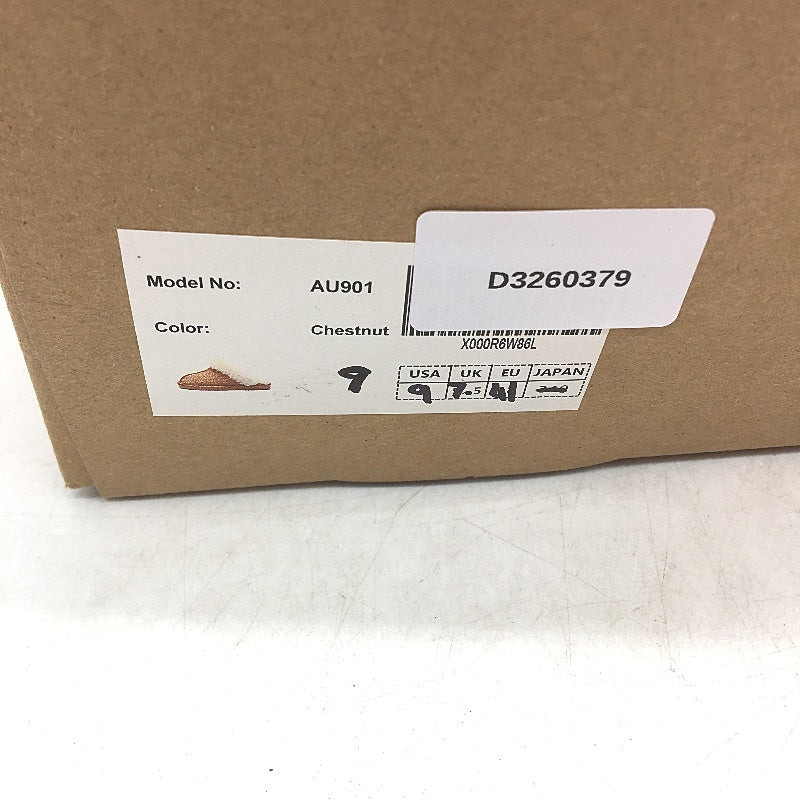 D3260379
Model No: AU901
Color: Chestnut
X000R6W86L
9
USA UK EU JAPAN
9 7.5 41